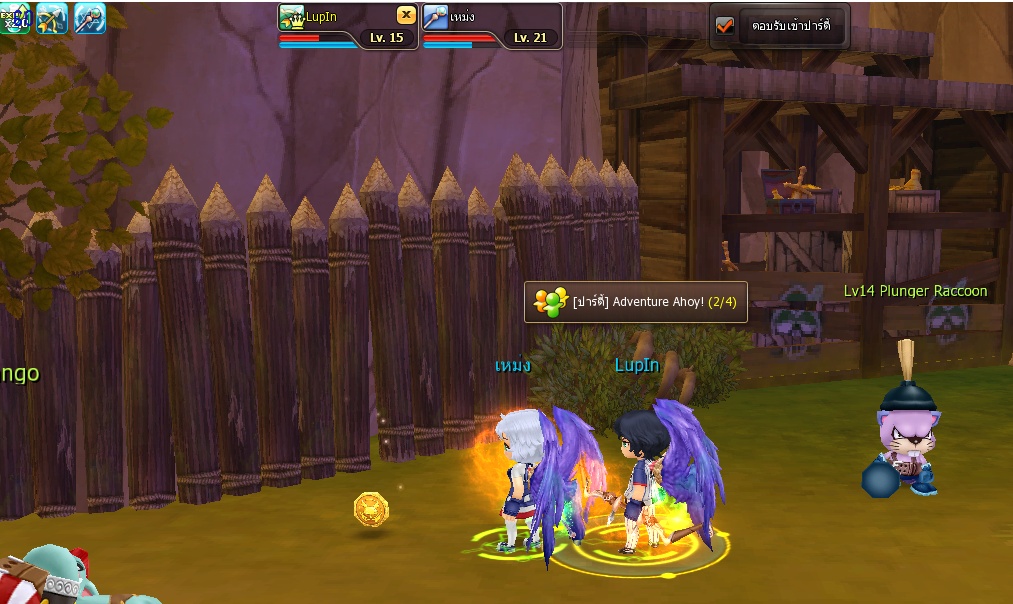 EXP
x20
LupIn
Lv. 15
เหม่ง
Lv. 21
ตอบรับเข้าปาร์ตี้
Lv14 Plunger Raccoon
[ปาร์ตี้] Adventure Ahoy! (2/4)
เหมง
LupIn
ngo